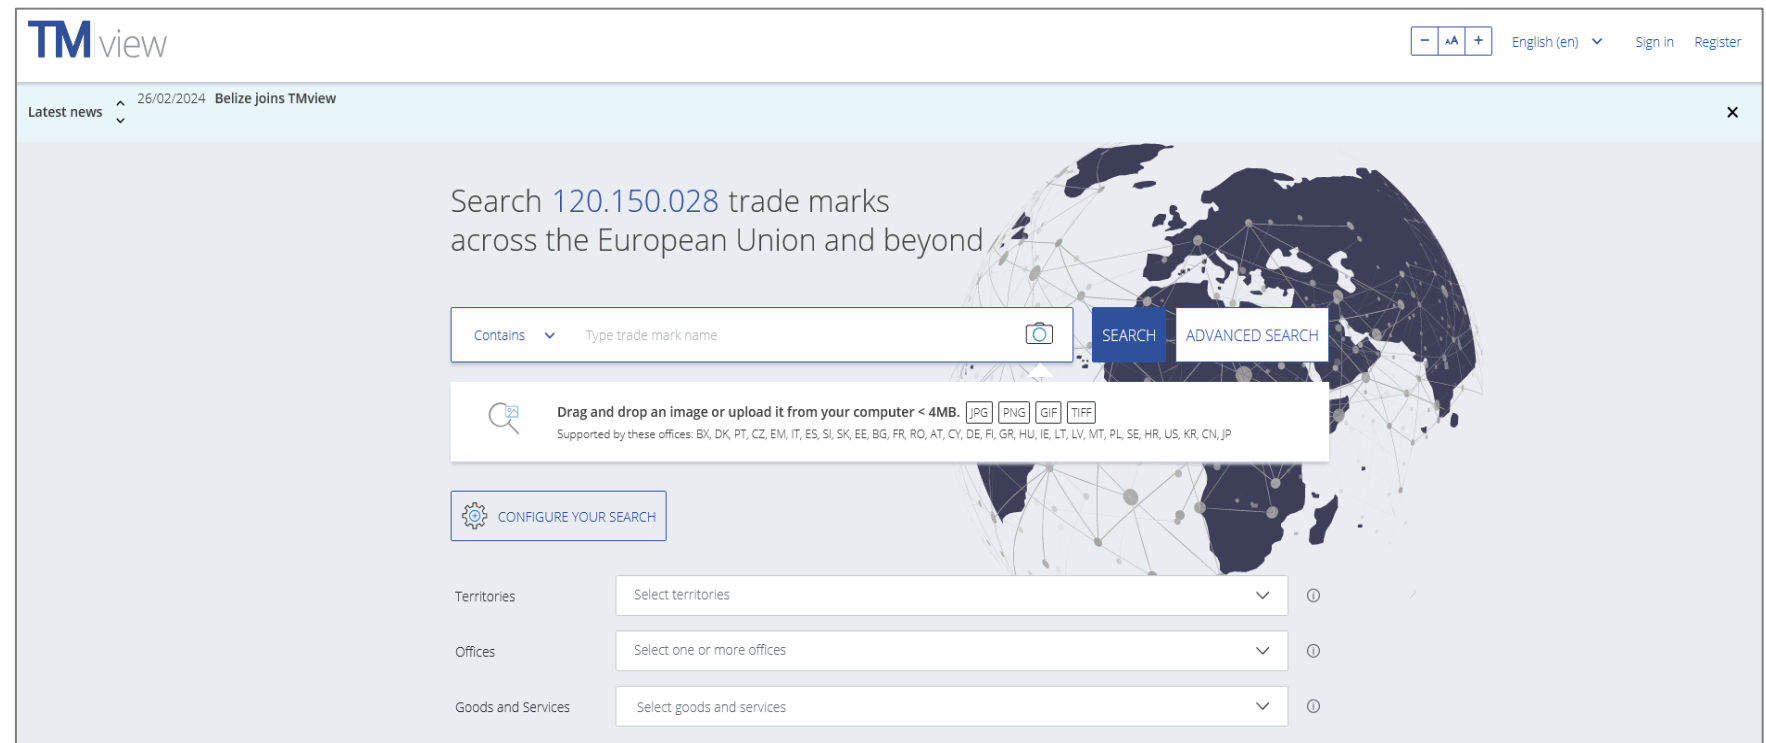 TM view
− AA + English (en) Sign in Register
Latest news 26/02/2024 Belize joins TMview
Search 120.150.028 trade marks
across the European Union and beyond
Contains Type trade mark name SEARCH ADVANCED SEARCH
Drag and drop an image or upload it from your computer < 4MB. JPG PNG GIF TIFF
Supported by these offices: BX, DK, PT, CZ, EM, IT, ES, SI, SK, EE, BG, FR, RO, AT, CY, DE, FI, GR, HU, IE, LT, LV, MT, PL, SE, HR, US, KR, CN, JP
CONFIGURE YOUR SEARCH
Territories Select territories
Offices Select one or more offices
Goods and Services Select goods and services